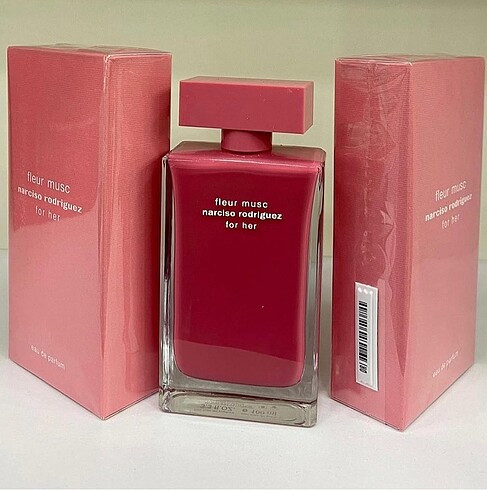 fleur musc
narciso rodriguez
for her
eau de parfum
fleur musc
narciso rodriguez
for her
fleur musc
narciso rodriguez
for her
eau de parfum